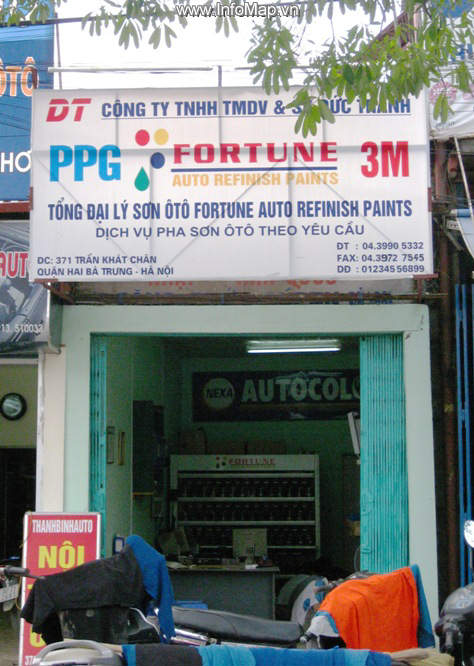 www.InfoMap.vn
ÔTÔ
DT CÔNG TY TNHH TMDV & SX ĐỨC THÀNH
PPG FORTUNE 3M
AUTO REFINISH PAINTS
TỔNG ĐẠI LÝ SƠN ÔTÔ FORTUNE AUTO REFINISH PAINTS
DỊCH VỤ PHA SƠN ÔTÔ THEO YÊU CẦU
DC: 371 TRẦN KHÁT CHÂN
QUẬN HAI BÀ TRƯNG - HÀ NỘI
DT : 04.3990 5332
FAX: 04.3972 7545
DD : 01234556899
NEXA AUTOCOLO
FORTUNE
THANHBINHAUTO
NỘI